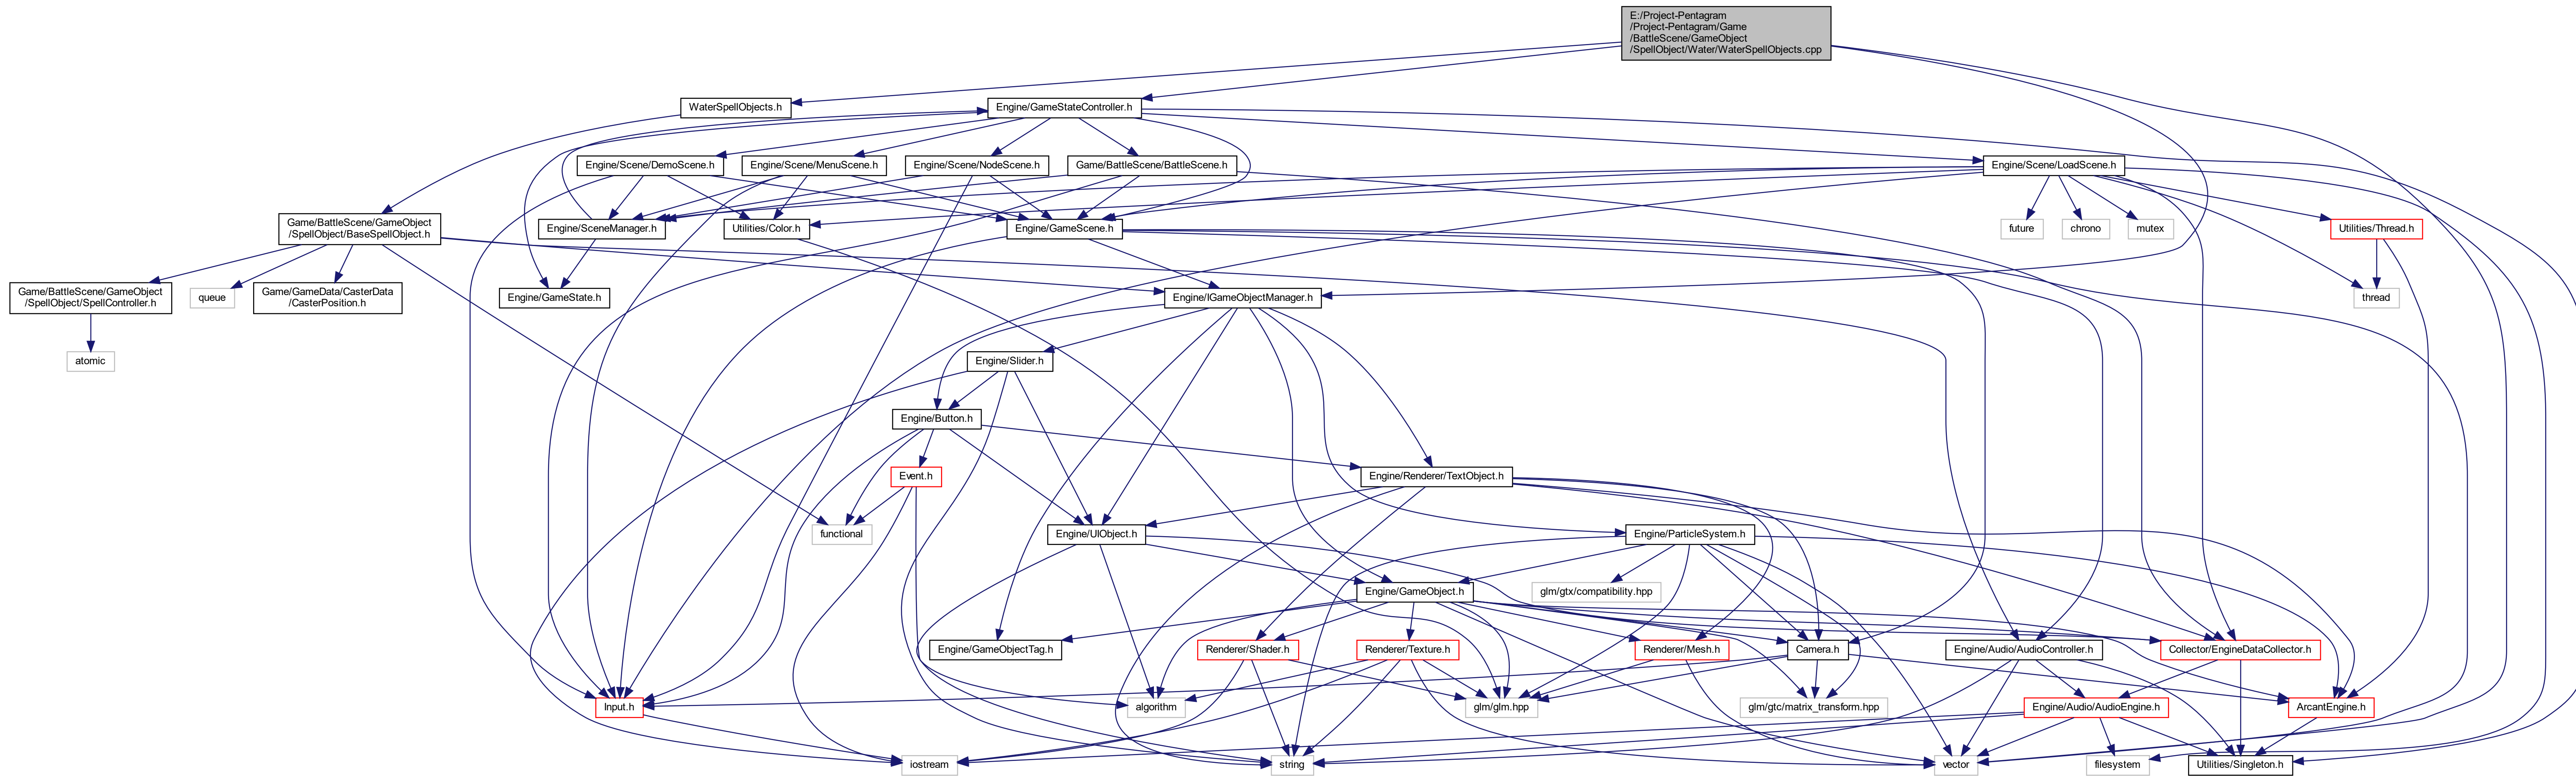 E:/Project-Pentagram
/Project-Pentagram/Game
/BattleScene/GameObject
/SpellObject/Water/WaterSpellObjects.cpp
WaterSpellObjects.h
Engine/GameStateController.h
Engine/Scene/DemoScene.h
Engine/Scene/MenuScene.h
Engine/Scene/NodeScene.h
Game/BattleScene/BattleScene.h
Engine/Scene/LoadScene.h
Game/BattleScene/GameObject
/SpellObject/BaseSpellObject.h
Engine/SceneManager.h
Utilities/Color.h
Engine/GameScene.h
future
chrono
mutex
Utilities/Thread.h
Game/BattleScene/GameObject
/SpellObject/SpellController.h
queue
Game/GameData/CasterData
/CasterPosition.h
Engine/GameState.h
Engine/IGameObjectManager.h
thread
atomic
Engine/Slider.h
Engine/Button.h
Event.h
Engine/Renderer/TextObject.h
functional
Engine/UIObject.h
Engine/ParticleSystem.h
glm/gtx/compatibility.hpp
Engine/GameObject.h
Engine/GameObjectTag.h
Renderer/Shader.h
Renderer/Texture.h
Renderer/Mesh.h
Camera.h
Engine/Audio/AudioController.h
Collector/EngineDataCollector.h
Input.h
algorithm
glm/glm.hpp
glm/gtc/matrix_transform.hpp
Engine/Audio/AudioEngine.h
ArcantEngine.h
iostream
string
vector
filesystem
Utilities/Singleton.h